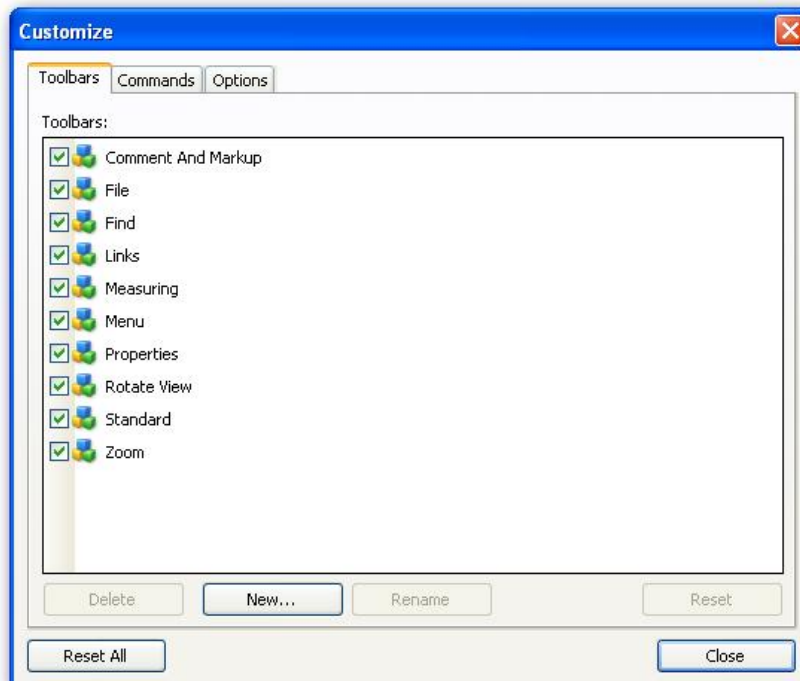 Customize
Toolbars Commands Options
Toolbars:
Comment And Markup
File
Find
Links
Measuring
Menu
Properties
Rotate View
Standard
Zoom
Delete New... Rename Reset
Reset All Close